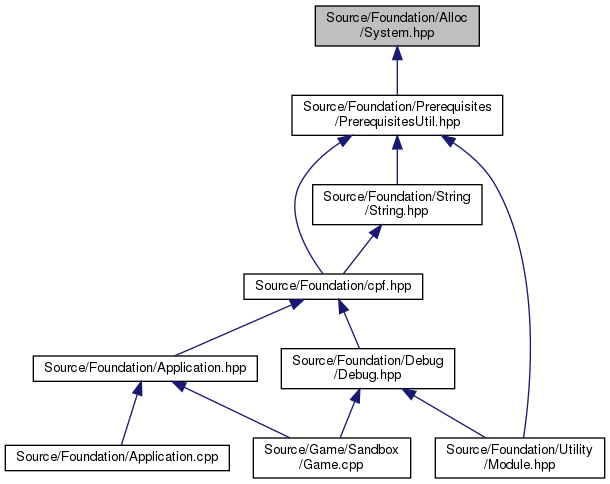 Source/Foundation/Alloc
/System.hpp
Source/Foundation/Prerequisites
/PrerequisitesUtil.hpp
Source/Foundation/String
/String.hpp
Source/Foundation/cpf.hpp
Source/Foundation/Application.hpp
Source/Foundation/Debug
/Debug.hpp
Source/Foundation/Application.cpp
Source/Game/Sandbox
/Game.cpp
Source/Foundation/Utility
/Module.hpp